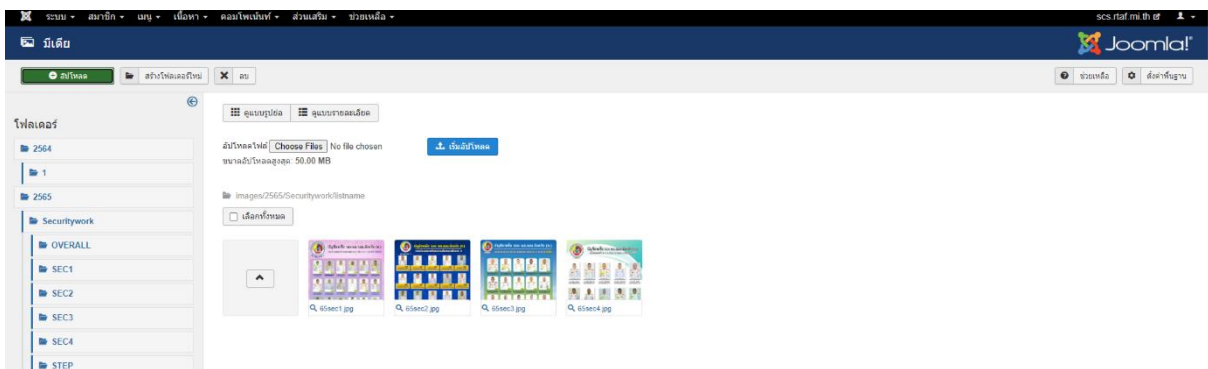 ระบบ สมาชิก เมนู เนื้อหา คอมโพเน้นท์ ส่วนเสริม ช่วยเหลือ scs.rtaf.mi.th
มีเดีย Joomla!
อัปโหลด สร้างโฟลเดอร์ใหม่ ลบ ช่วยเหลือ ตั้งค่าพื้นฐาน
โฟลเดอร์
2564
1
2565
Securitywork
OVERALL
SEC1
SEC2
SEC3
SEC4
STEP
ดูแบบรูปย่อ ดูแบบรายละเอียด
อัปโหลดไฟล์ Choose Files No file chosen เริ่มอัปโหลด
ขนาดอัปโหลดสูงสุด: 50.00 MB
images/2565/Securitywork/listname
เลือกทั้งหมด
65sec1.jpg 65sec2.jpg 65sec3.jpg 65sec4.jpg